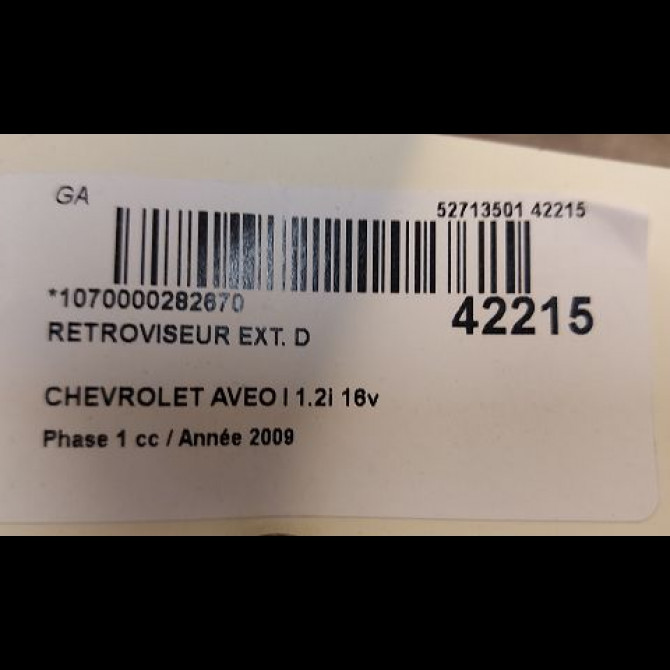 GA
52713501 42215
*1070000282670
42215
RETROVISEUR EXT. D
CHEVROLET AVEO I 1.2i 16v
Phase 1 cc / Année 2009